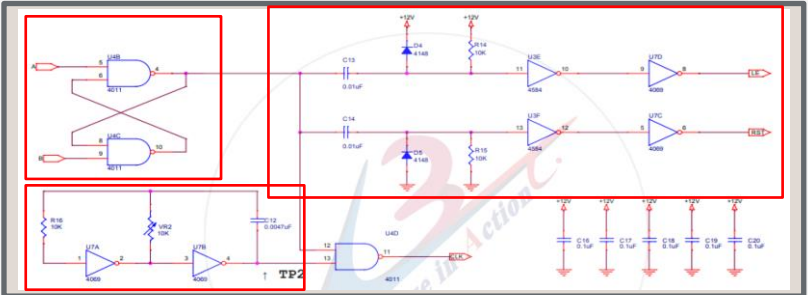 +12V +12V
U4B
A 5 6 4
4011
C13
0.01uF
D4
4148
R14
10K
U3E
11 10
4584
U7D
9 8
4069
LE
U4C
B 8 9 10
4011
C14
0.01uF
D5
4148
R15
10K
U3F
13 12
4584
U7C
5 6
4069
RST
R16
10K
VR2
10K
C12
0.0047uF
U7A
1 2
4069
U7B
3 4
4069
↑ TP2
U4D
12 13 11
4011
CLK
+12V +12V +12V +12V +12V
C16 C17 C18 C19 C20
0.1uF 0.1uF 0.1uF 0.1uF 0.1uF
in Action